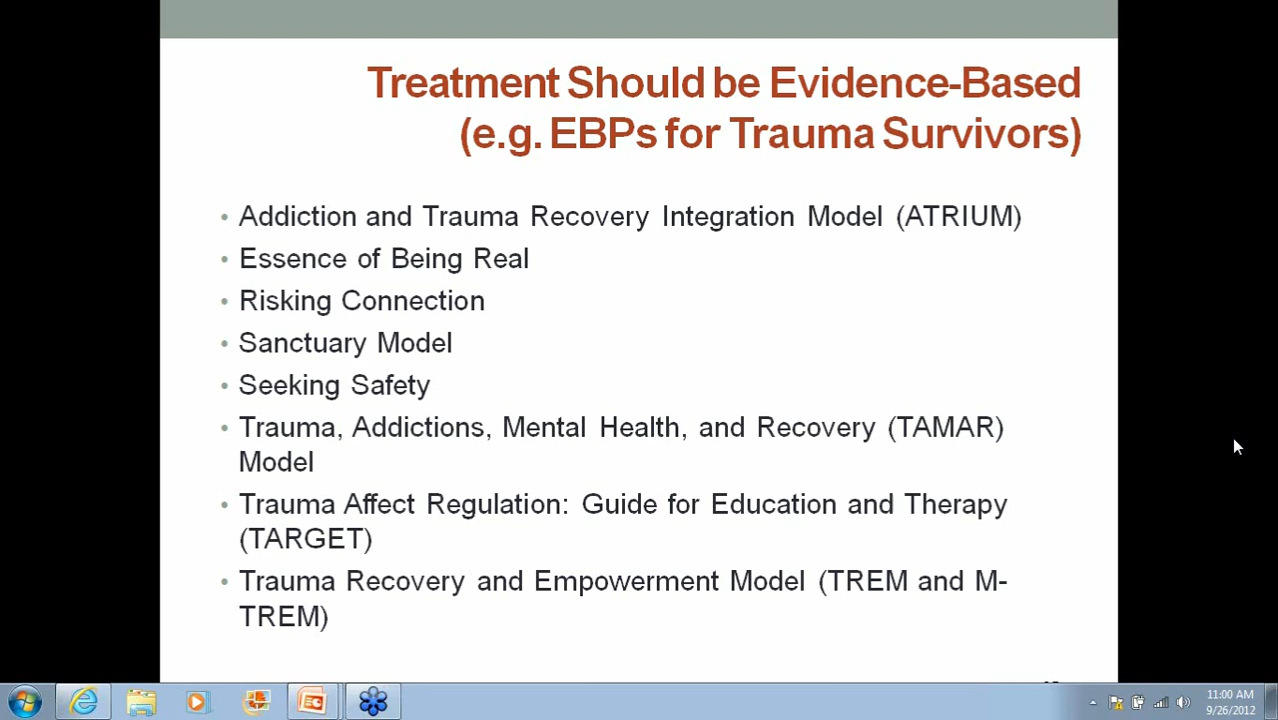 Treatment Should be Evidence-Based
(e.g. EBPs for Trauma Survivors)
• Addiction and Trauma Recovery Integration Model (ATRIUM)
• Essence of Being Real
• Risking Connection
• Sanctuary Model
• Seeking Safety
• Trauma, Addictions, Mental Health, and Recovery (TAMAR)
Model
• Trauma Affect Regulation: Guide for Education and Therapy
(TARGET)
• Trauma Recovery and Empowerment Model (TREM and M-
TREM)
11:00 AM
9/26/2012